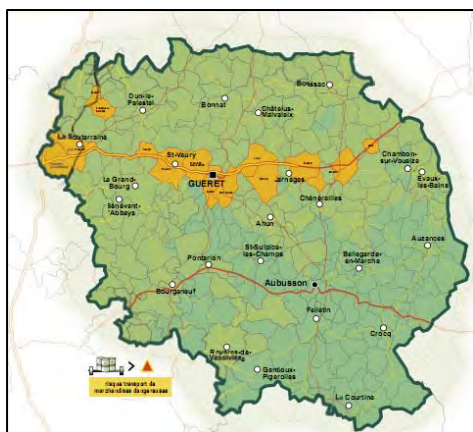 Boussac
Dun-le-
Palestel
Bonnat
Châtelus-
Malvaleix
La Souterraine
St-Vaury
GUERET
Jarnages
Chambon-
sur-Voueize
Evaux-les-Bains
Le Grand-
Bourg
Bénévent-
l'Abbaye
Chénérailles
Ahun
Auzances
St-Sulpice-
les-Champs
Pontarion
Bellegarde-
en-Marche
Aubusson
Bourganeuf
Felletin
Crocq
Royère-de-
Vassivière
Gentioux-
Pigerolles
La Courtine
>
risque transport de
marchandises dangereuses